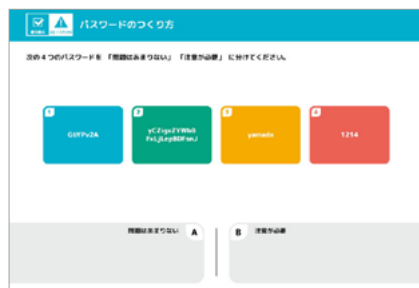 パスワードのつくり方
次の4つのパスワードを 「問題はあまりない」 「注意が必要」 に分けてください。
1
2
3
4
yamada
1214
問題はあまりない A
B 注意が必要